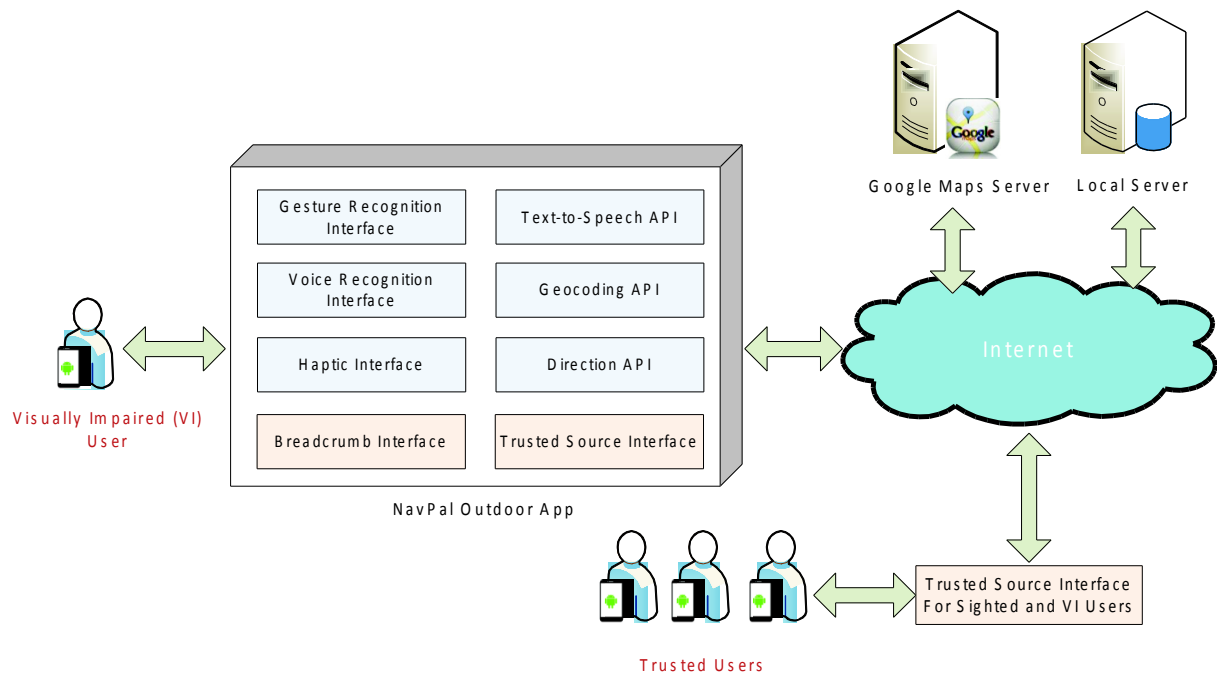 Google Maps Server
Local Server
Google
Gesture Recognition
Interface
Text-to-Speech API
Voice Recognition
Interface
Geocoding API
Haptic Interface
Direction API
Breadcrumb Interface
Trusted Source Interface
NavPal Outdoor App
Visually Impaired (VI)
User
Internet
Trusted Source Interface
For Sighted and VI Users
Trusted Users